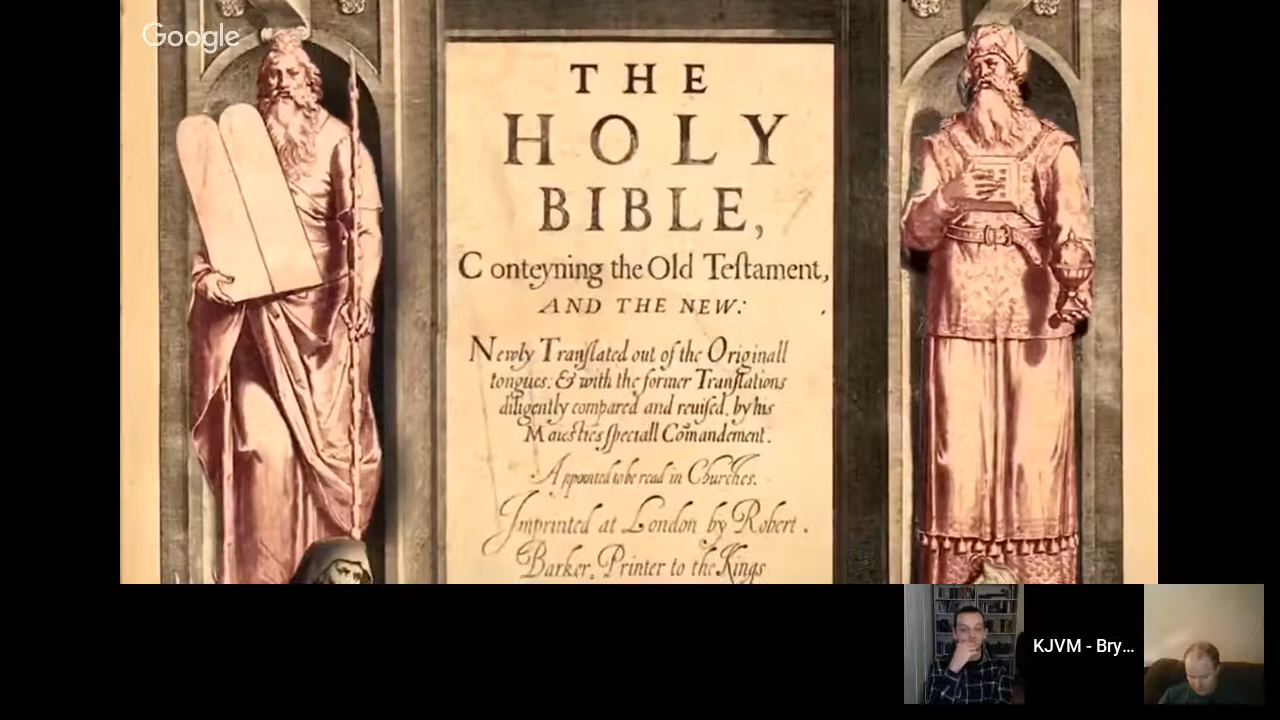 Google
THE
HOLY
BIBLE,
Conteyning the Old Teſtament,
AND THE NEW:
Newly Tranſlated out of the Originall
tongues. & with the former Tranſlations
diligently compared and reuiſed, by his
Maieſties ſpeciall Com̄andement.
Appointed to be read in Churches.
Imprinted at London by Robert.
Barker, Printer to the Kings
KJVM - Bry...